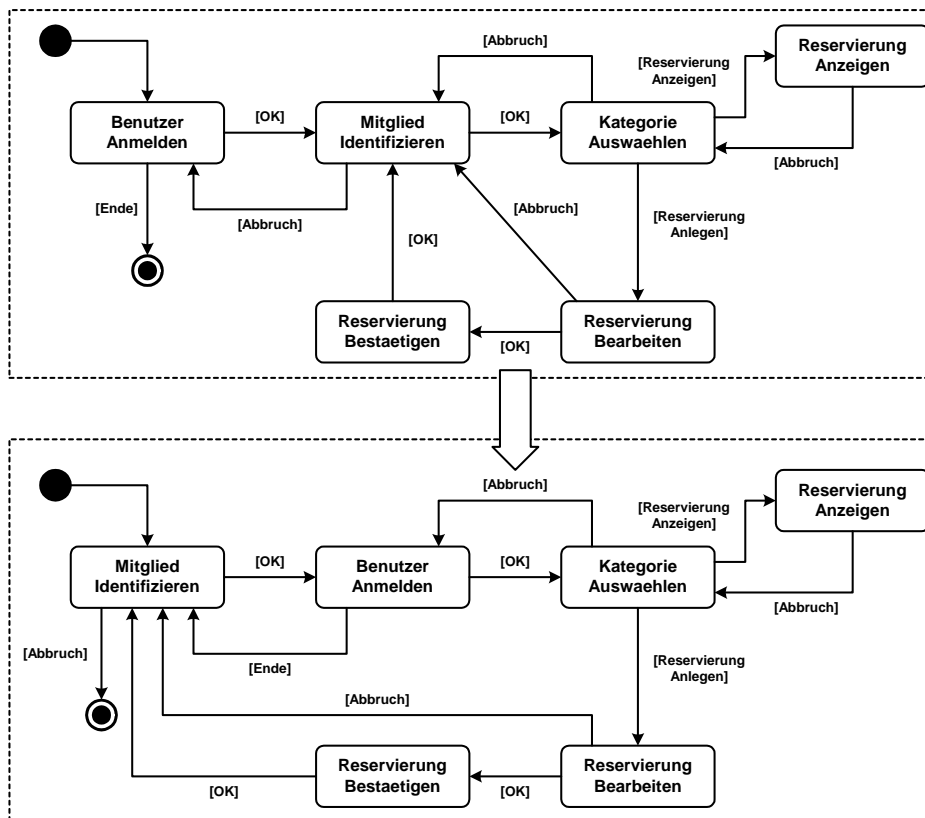 [Abbruch]
[Reservierung
Anzeigen]
Reservierung
Anzeigen
Benutzer
Anmelden
[OK]
Mitglied
Identifizieren
[OK]
Kategorie
Auswaehlen
[Abbruch]
[Ende]
[Abbruch]
[OK]
[Abbruch]
[Reservierung
Anlegen]
Reservierung
Bestaetigen
[OK]
Reservierung
Bearbeiten
[Abbruch]
[Reservierung
Anzeigen]
Reservierung
Anzeigen
Mitglied
Identifizieren
[OK]
Benutzer
Anmelden
[OK]
Kategorie
Auswaehlen
[Abbruch]
[Abbruch]
[Ende]
[Reservierung
Anlegen]
[Abbruch]
Reservierung
Bestaetigen
Reservierung
Bearbeiten
[OK]
[OK]